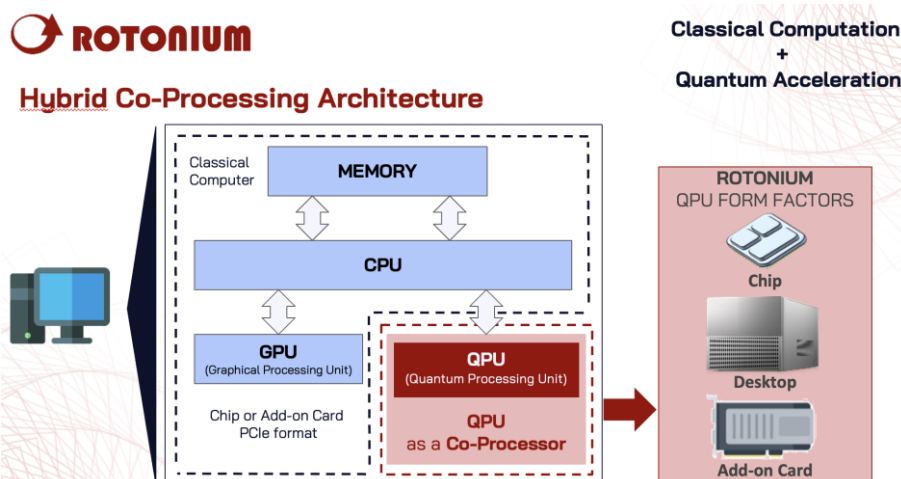 ROTONIUM
Classical Computation
+
Quantum Acceleration
Hybrid Co-Processing Architecture
Classical
Computer
MEMORY
CPU
GPU
(Graphical Processing Unit)
Chip or Add-on Card
PCIe format
QPU
(Quantum Processing Unit)
QPU
as a Co-Processor
ROTONIUM
QPU FORM FACTORS
Chip
Desktop
Add-on Card